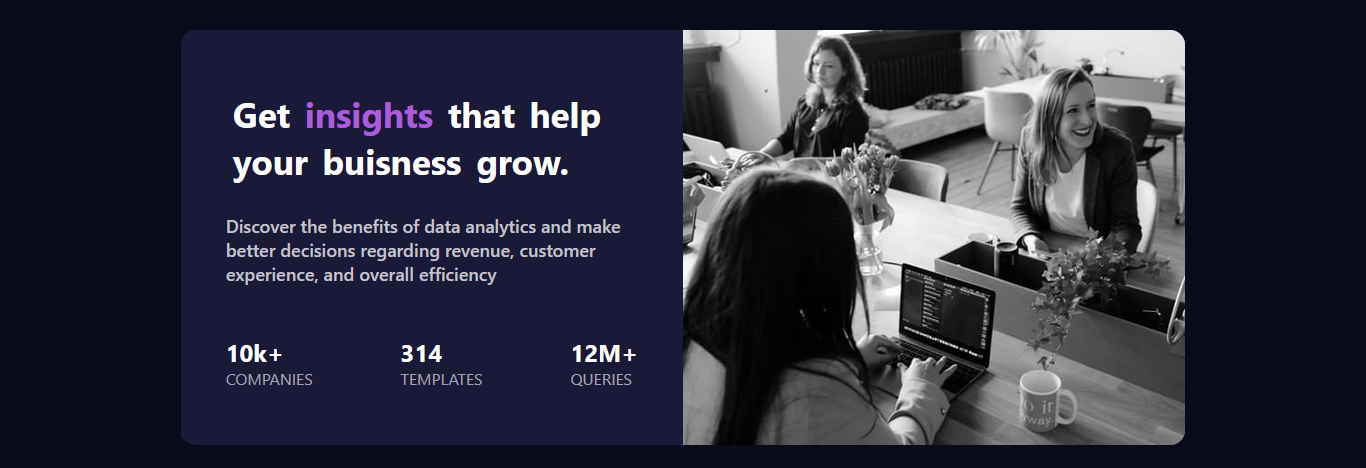 Get insights that help
your buisness grow.
Discover the benefits of data analytics and make
better decisions regarding revenue, customer
experience, and overall efficiency
10k+ 314 12M+
COMPANIES TEMPLATES QUERIES